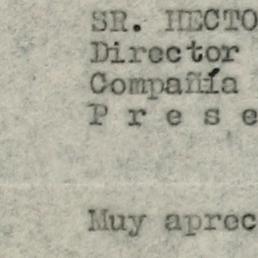 SR. HECTO
Director
Compañía
P r e s e
Muy aprec